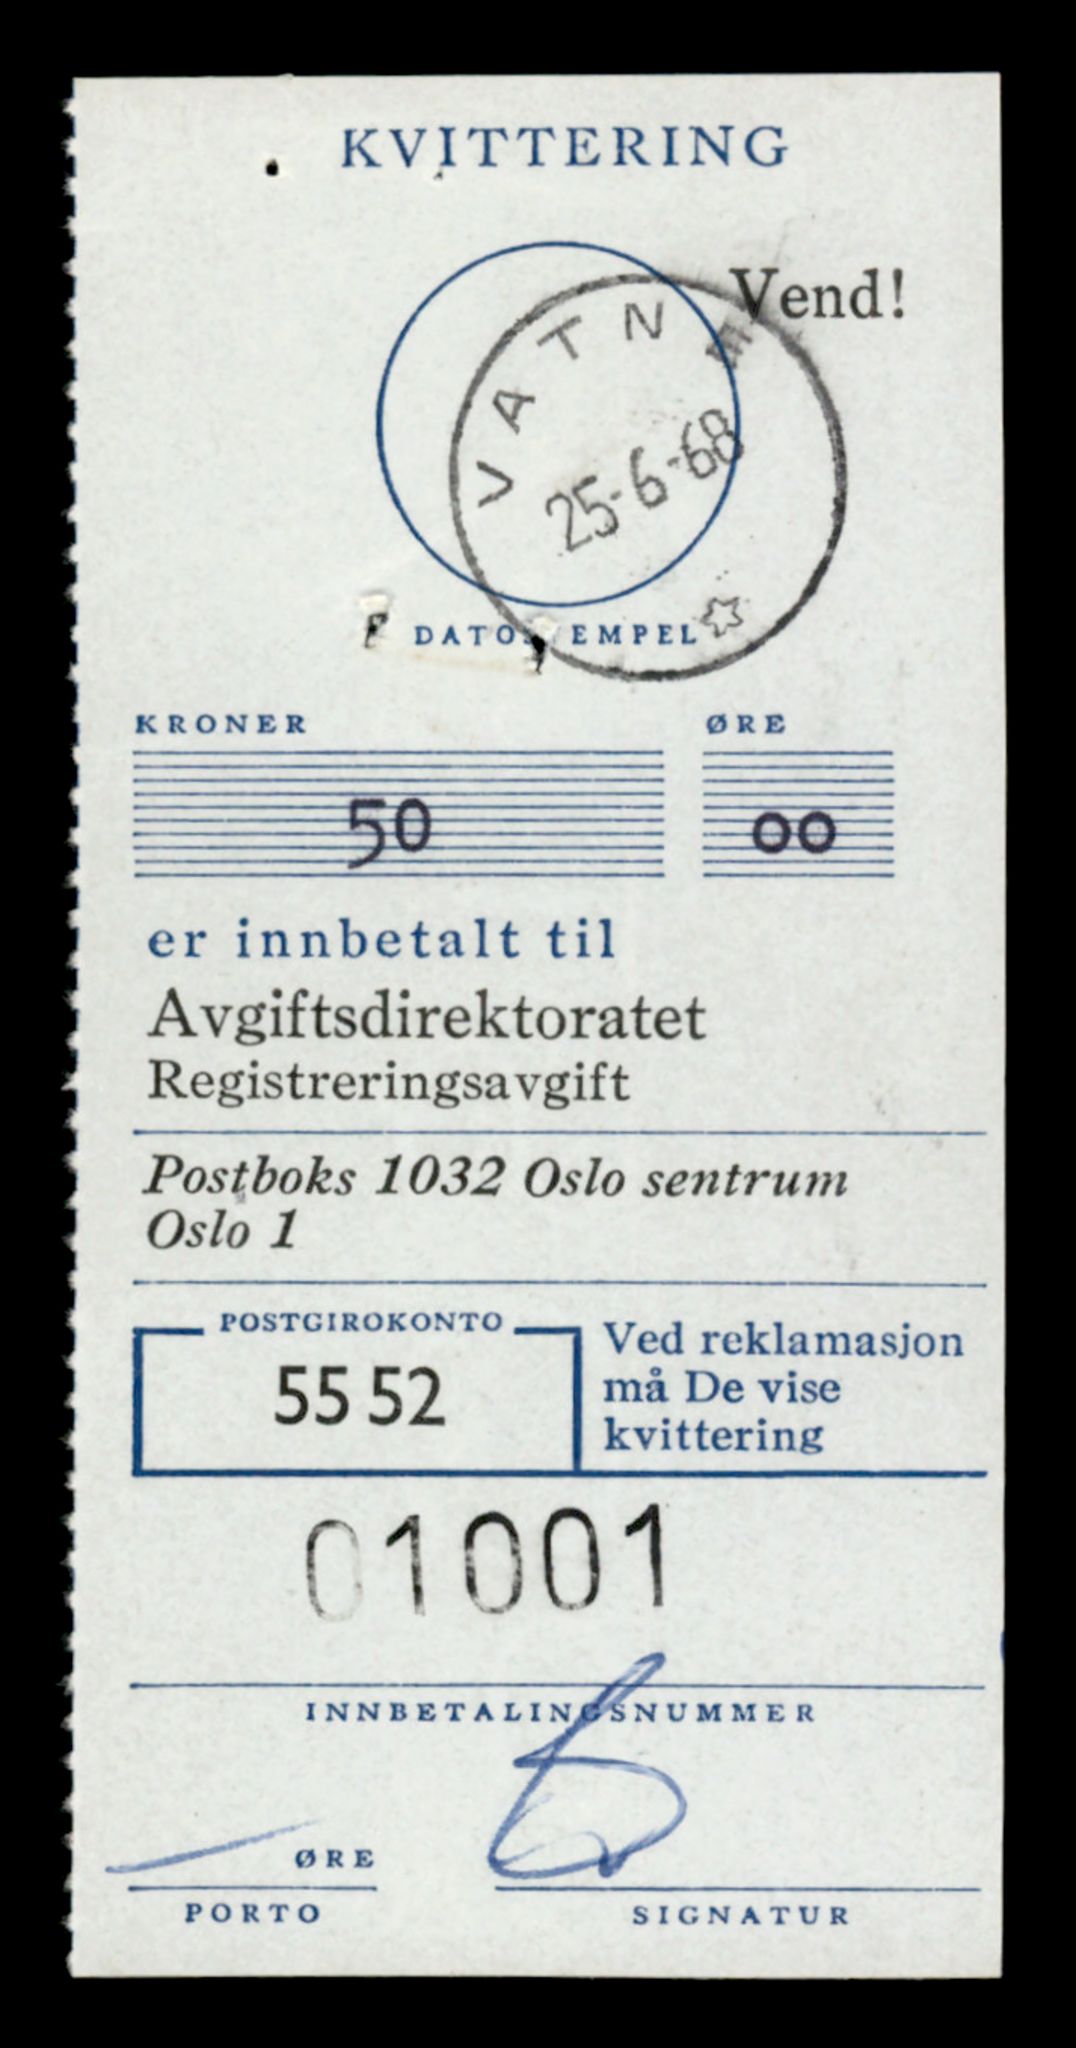 KVITTERING
Vend!
VATNE
25-6-68
DATOSTEMPEL
KRONER ØRE
50 00
er innbetalt til
Avgiftsdirektoratet
Registreringsavgift
Postboks 1032 Oslo sentrum
Oslo 1
POSTGIROKONTO
55 52
Ved reklamasjon
må De vise
kvittering
01001
INNBETALINGSNUMMER
ØRE
PORTO
SIGNATUR